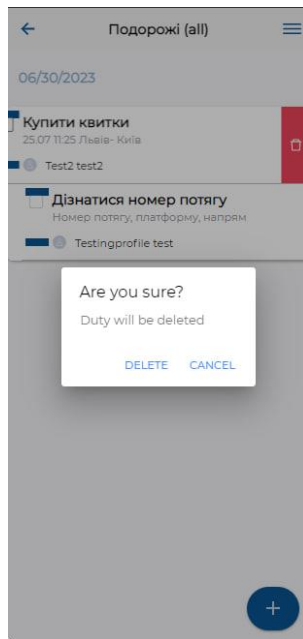 Подорожі (all)
06/30/2023
Купити квитки
25.07 11:25 Львів- Київ
Test2 test2
Дізнатися номер потягу
Номер потягу, платформу, напрям
Testingprofile test
Are you sure?
Duty will be deleted
DELETE CANCEL
+